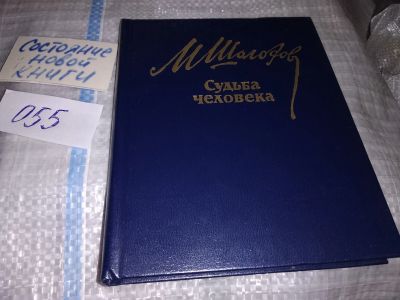 СОСТОЯНИЕ
НОВОЙ
КНИГИ
055
М Шолохов
Судьба
человека